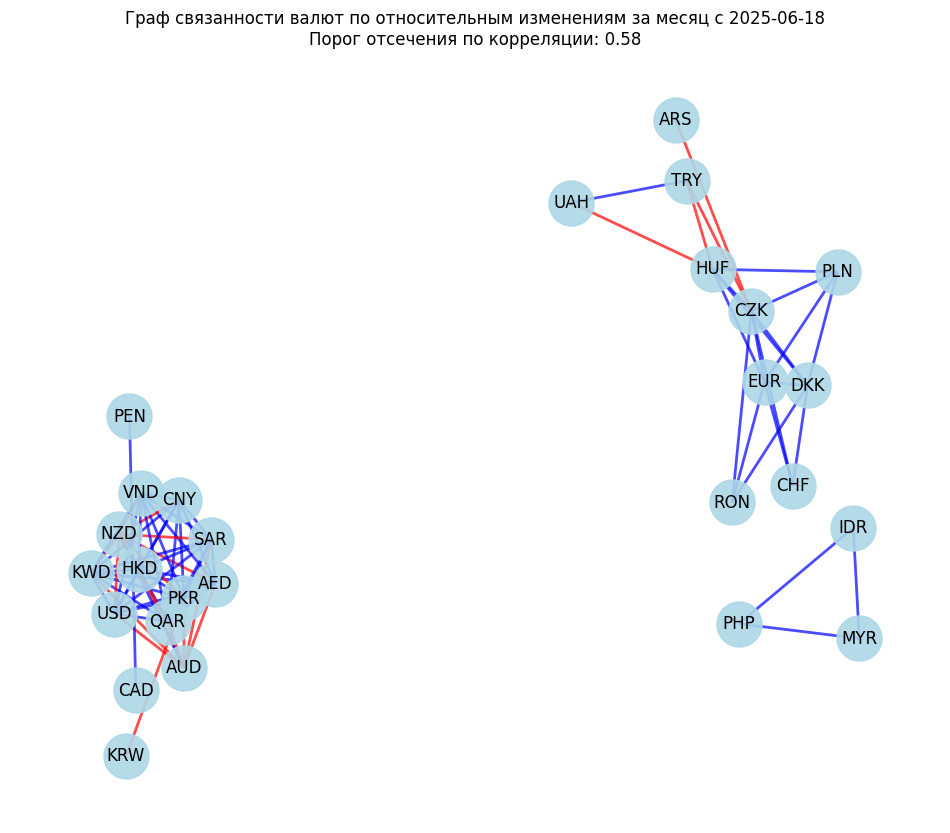 Граф связанности валют по относительным изменениям за месяц с 2025-06-18
Порог отсечения по корреляции: 0.58
ARS
TRY
UAH
HUF
PLN
CZK
EUR
DKK
PEN
CHF
VND
CNY
RON
IDR
NZD
SAR
HKD
KWD
AED
PKR
USD
QAR
PHP
MYR
AUD
CAD
KRW